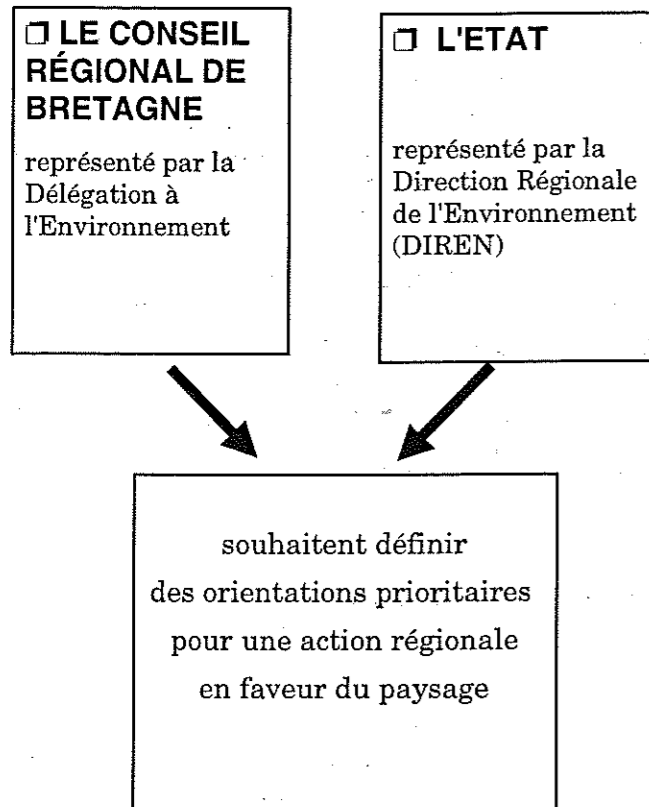 ❒ LE CONSEIL
RÉGIONAL DE
BRETAGNE
représenté par la
Délégation à
l'Environnement
❒ L'ETAT
représenté par la
Direction Régionale
de l'Environnement
(DIREN)
souhaitent définir
des orientations prioritaires
pour une action régionale
en faveur du paysage